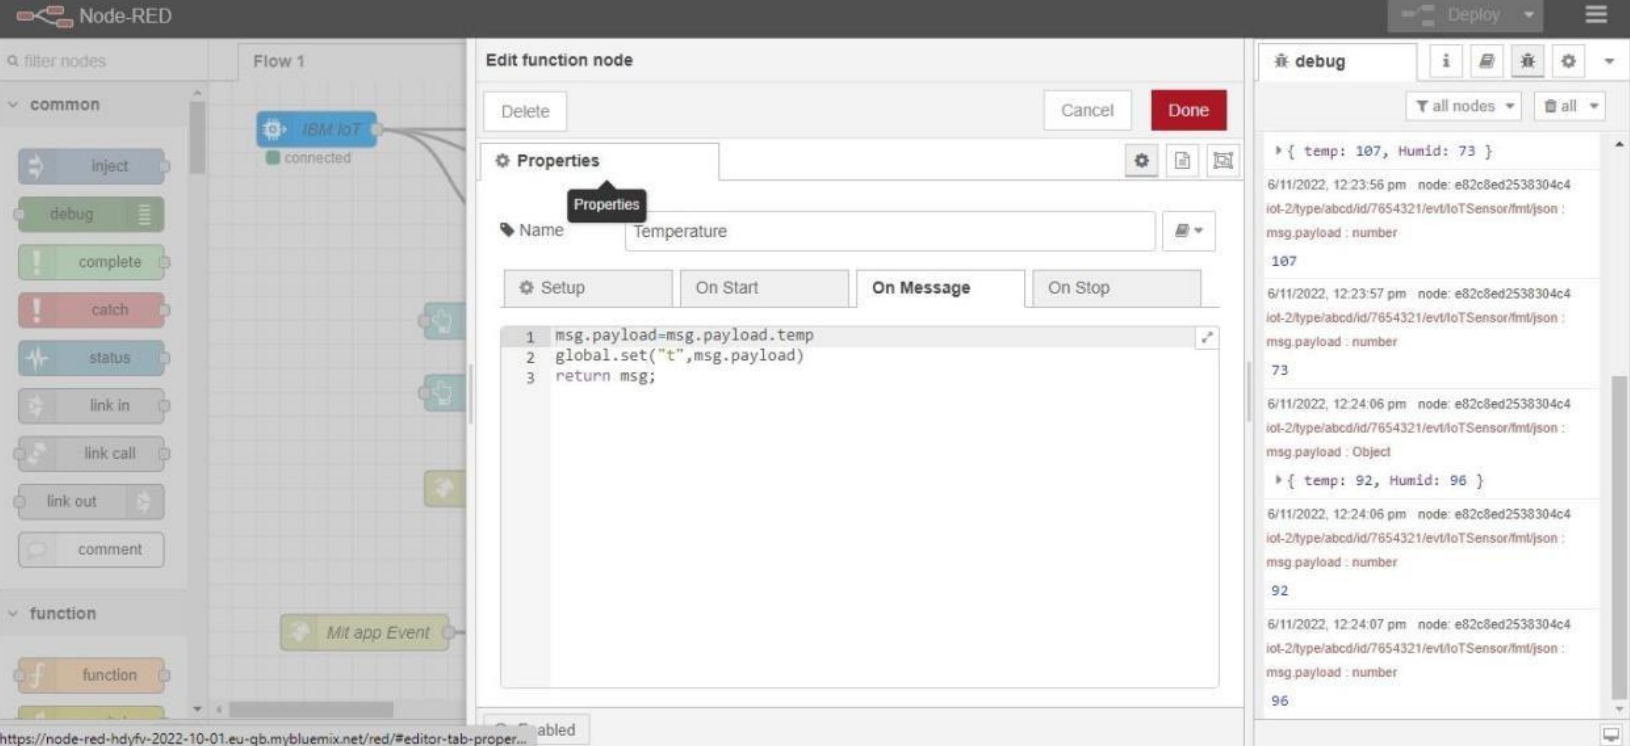 Node-RED
Deploy
filter nodes
common
inject
debug
complete
catch
status
link in
link call
link out
comment
function
function
Flow 1
IBM IoT
connected
Mit app Event
Edit function node
Delete
Cancel
Done
Properties
Properties
Name
Temperature
Setup
On Start
On Message
On Stop
1 msg.payload=msg.payload.temp
2 global.set("t",msg.payload)
3 return msg;
abled
https://node-red-hdyfv-2022-10-01.eu-gb.mybluemix.net/red/#editor-tab-proper...
debug
i
all nodes
all
{ temp: 107, Humid: 73 }
6/11/2022, 12:23:56 pm node: e82c8ed2538304c4
iot-2/type/abcd/id/7654321/evt/IoTSensor/fmt/json :
msg.payload : number
107
6/11/2022, 12:23:57 pm node: e82c8ed2538304c4
iot-2/type/abcd/id/7654321/evt/IoTSensor/fmt/json :
msg.payload : number
73
6/11/2022, 12:24:06 pm node: e82c8ed2538304c4
iot-2/type/abcd/id/7654321/evt/IoTSensor/fmt/json :
msg.payload : Object
{ temp: 92, Humid: 96 }
6/11/2022, 12:24:06 pm node: e82c8ed2538304c4
iot-2/type/abcd/id/7654321/evt/IoTSensor/fmt/json :
msg.payload : number
92
6/11/2022, 12:24:07 pm node: e82c8ed2538304c4
iot-2/type/abcd/id/7654321/evt/IoTSensor/fmt/json :
msg.payload : number
96